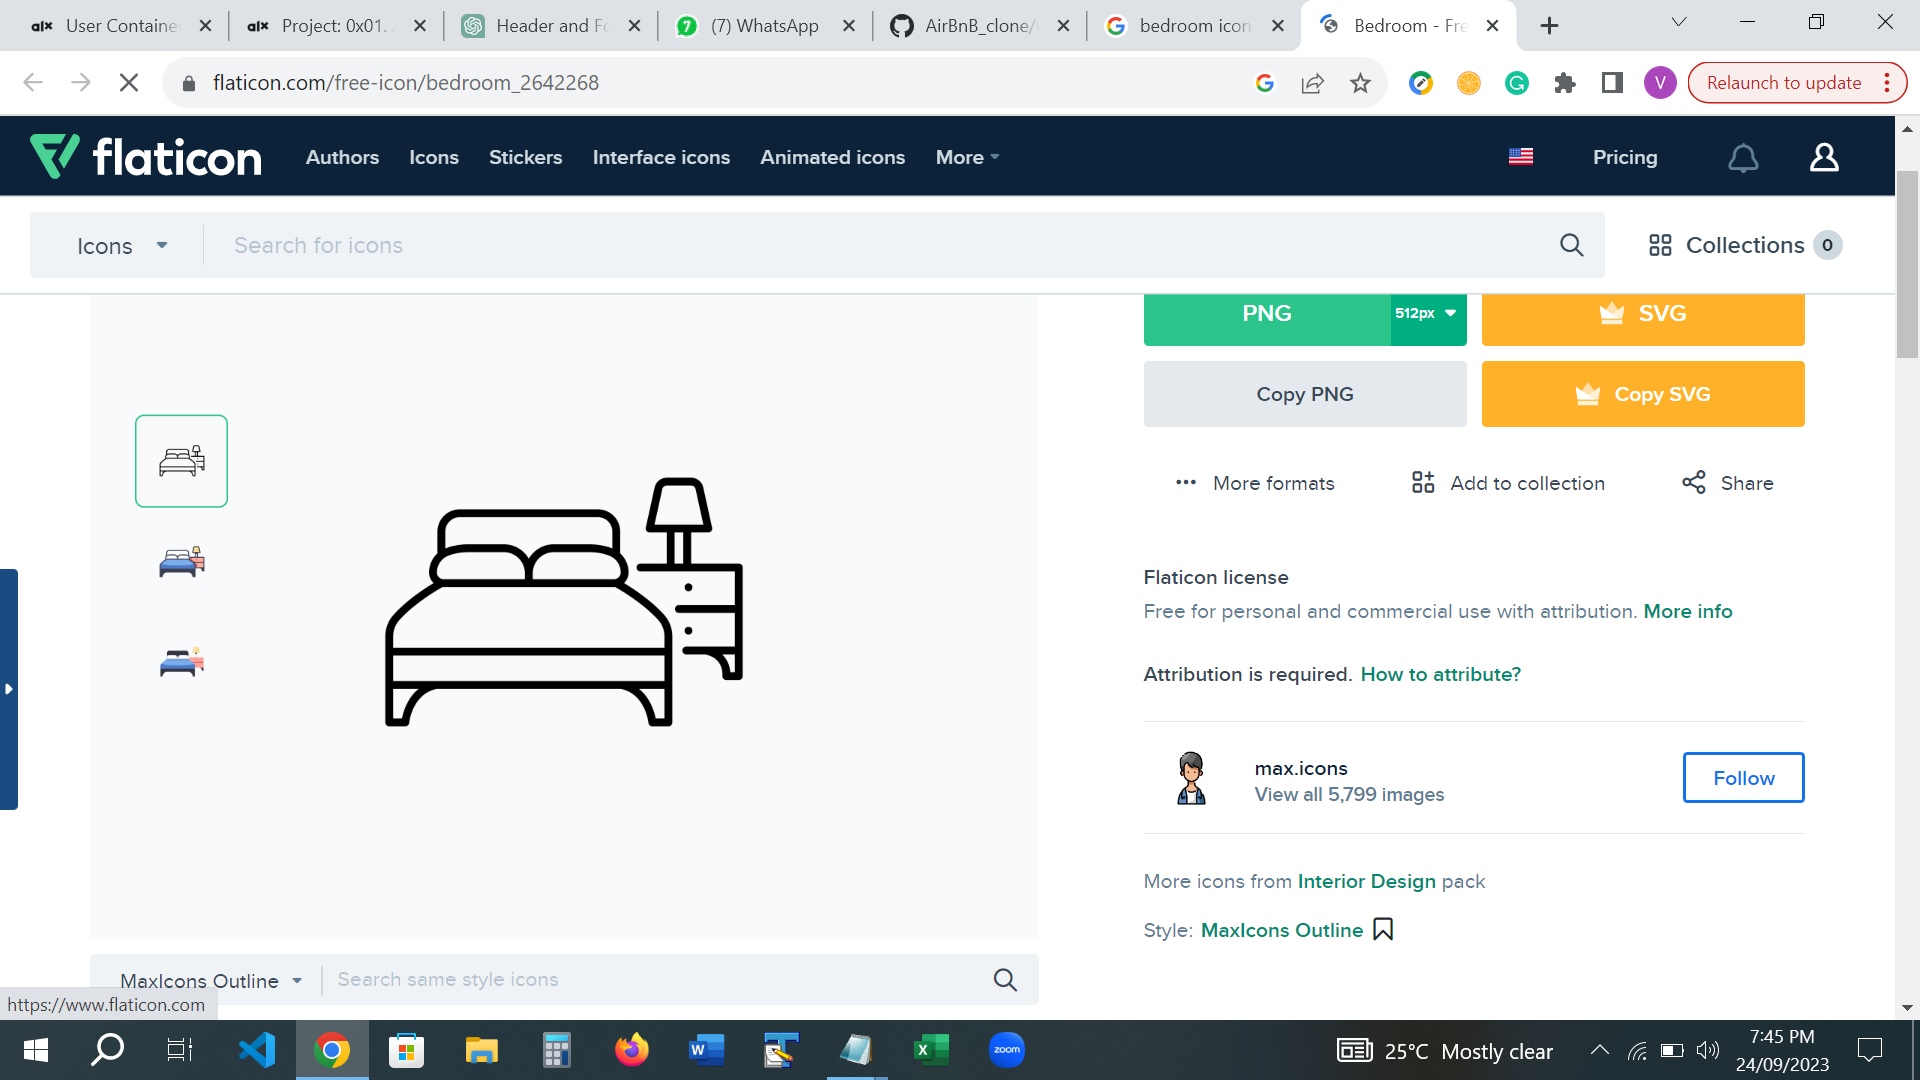 alx User Containe
alx Project: 0x01.
Header and Fo
(7) WhatsApp
AirBnB_clone/
bedroom icon
Bedroom - Fre
flaticon.com/free-icon/bedroom_2642268
V
Relaunch to update
flaticon
Authors
Icons
Stickers
Interface icons
Animated icons
More
Pricing
Icons
Search for icons
Collections 0
PNG
512px
SVG
Copy PNG
Copy SVG
More formats
Add to collection
Share
Flaticon license
Free for personal and commercial use with attribution. More info
Attribution is required. How to attribute?
max.icons
View all 5,799 images
Follow
More icons from Interior Design pack
Style: MaxIcons Outline
MaxIcons Outline
Search same style icons
https://www.flaticon.com
zoom
25°C Mostly clear
7:45 PM
24/09/2023